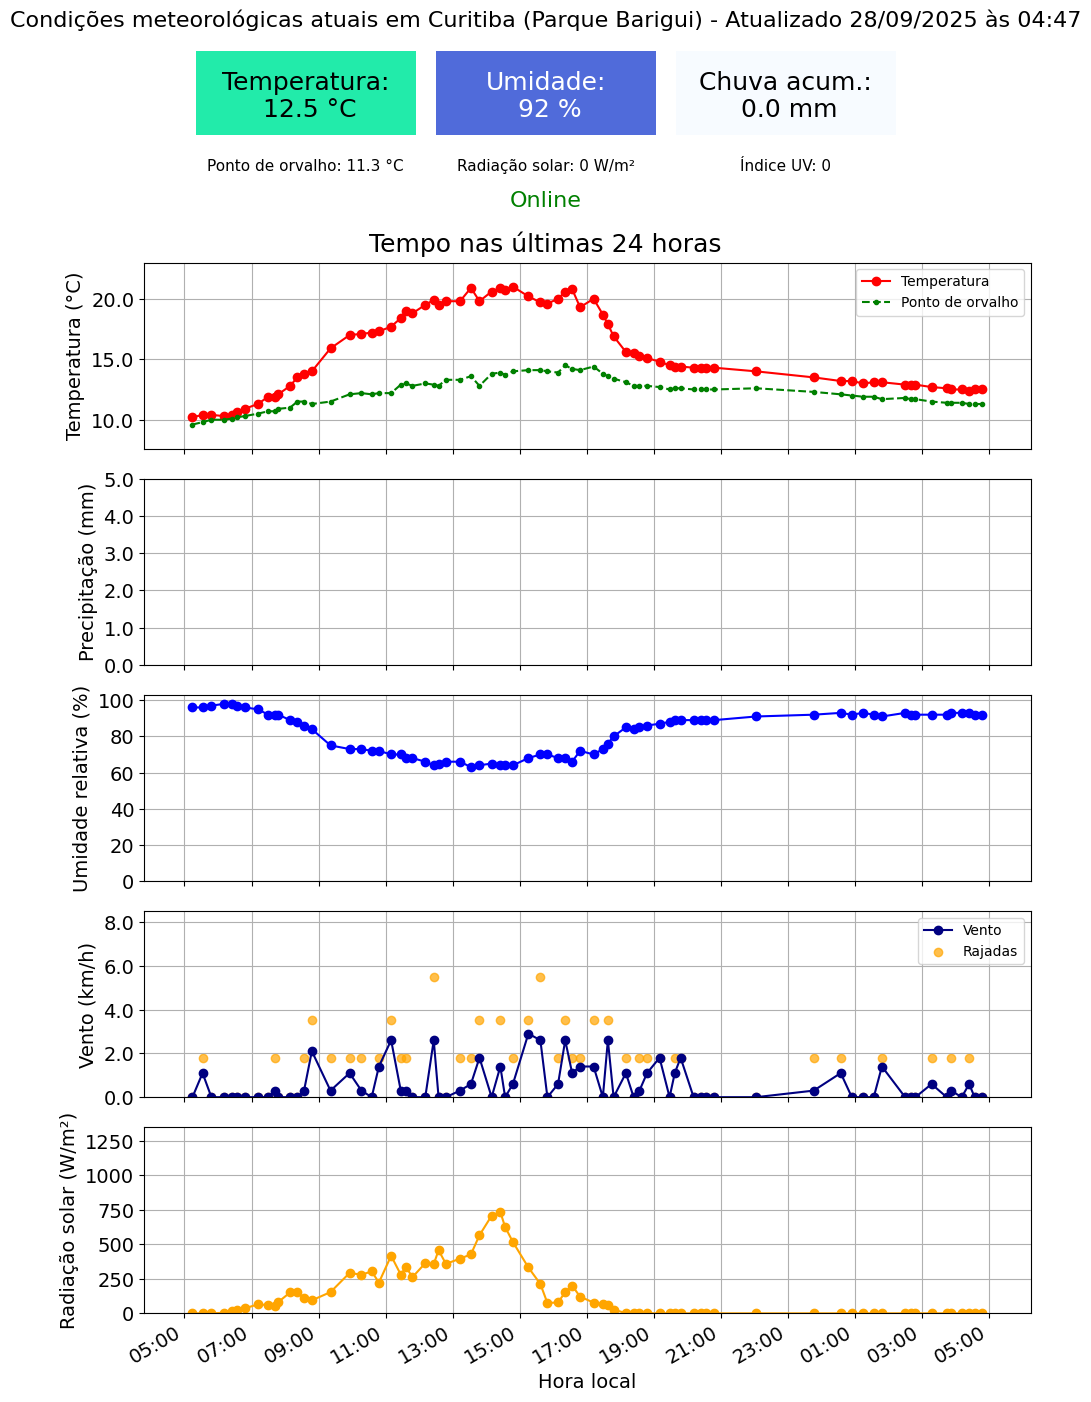 Condições meteorológicas atuais em Curitiba (Parque Barigui) - Atualizado 28/09/2025 às 04:47
Temperatura:
12.5 °C
Umidade:
92 %
Chuva acum.:
0.0 mm
Ponto de orvalho: 11.3 °C
Radiação solar: 0 W/m²
Índice UV: 0
Online
Tempo nas últimas 24 horas
Temperatura (°C)
20.0
15.0
10.0
Temperatura
Ponto de orvalho
Precipitação (mm)
5.0
4.0
3.0
2.0
1.0
0.0
Umidade relativa (%)
100
80
60
40
20
0
Vento (km/h)
8.0
6.0
4.0
2.0
0.0
Vento
Rajadas
Radiação solar (W/m²)
1250
1000
750
500
250
0
05:00
07:00
09:00
11:00
13:00
15:00
17:00
19:00
21:00
23:00
01:00
03:00
05:00
Hora local